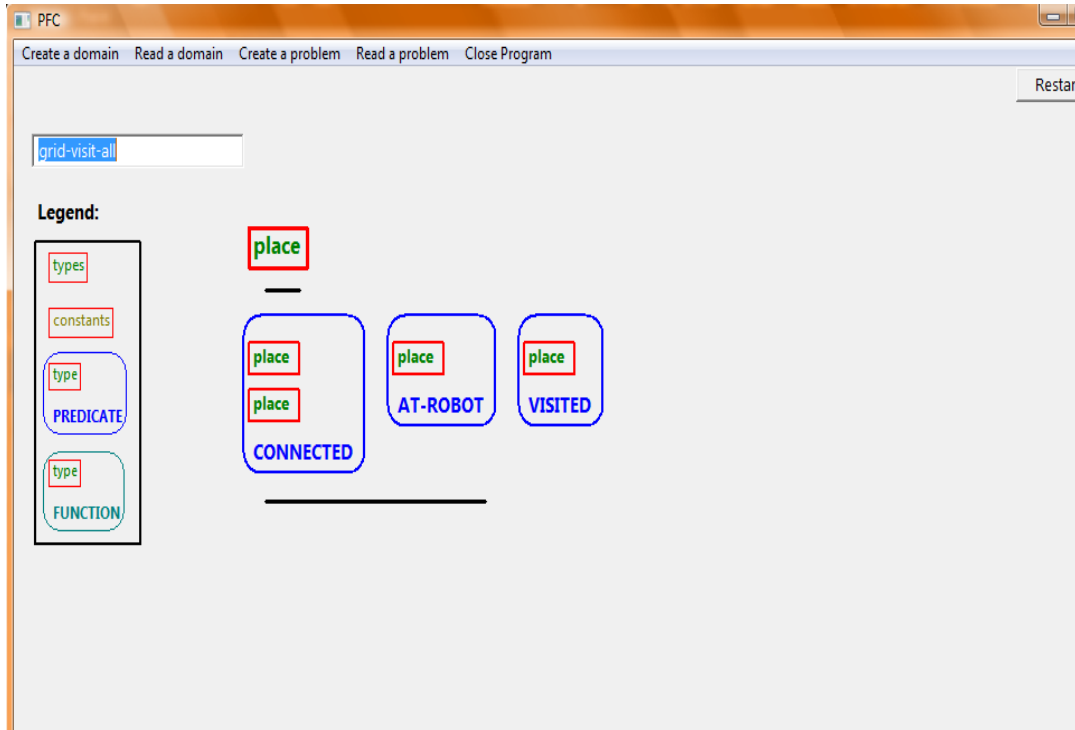 PFC
Create a domain Read a domain Create a problem Read a problem Close Program
Restar
grid-visit-all
Legend:
types
constants
type
PREDICATE
type
FUNCTION
place
place
place
CONNECTED
place
AT-ROBOT
place
VISITED